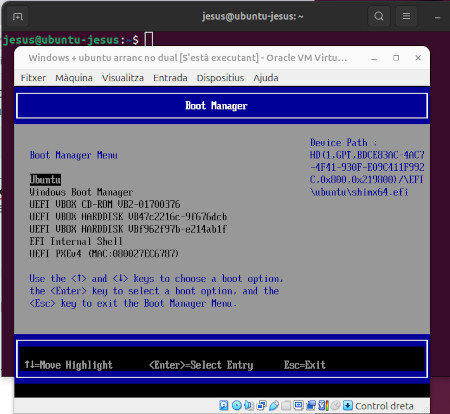 jesus@ubuntu-jesus: ~
jesus@ubuntu-jesus:~$
Windows + ubuntu arranc no dual [S'està executant] - Oracle VM Virtu…
Fitxer Màquina Visualitza Entrada Dispositius Ajuda
Boot Manager
Device Path :
Boot Manager Menu
HD(1,GPT,BDCE83AC-4AC7
-4F41-930F-E09C411F992
C,0x800,0x219800)/\EFI
\ubuntu\shimx64.efi
Ubuntu
Windows Boot Manager
UEFI VBOX CD-ROM VB2-01700376
UEFI VBOX HARDDISK VB47c2216c-9f676dcb
UEFI VBOX HARDDISK VBf962f97b-e214ab1f
EFI Internal Shell
UEFI PXEv4 (MAC:080027EC6787)
Use the <↑> and <↓> keys to choose a boot option,
the <Enter> key to select a boot option, and the
<Esc> key to exit the Boot Manager Menu.
↑↓=Move Highlight <Enter>=Select Entry Esc=Exit
Control dreta